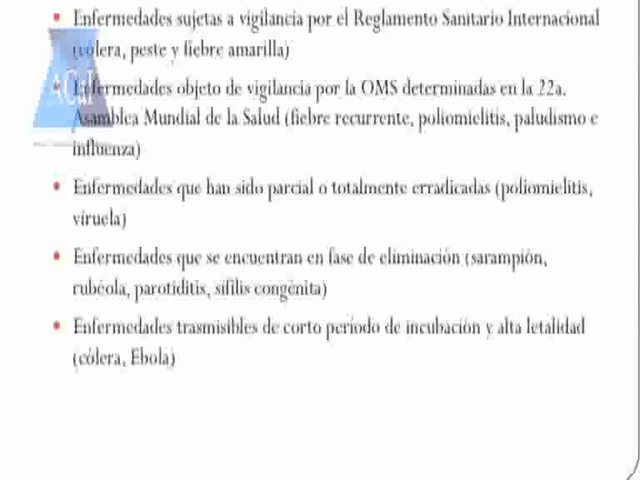 Enfermedades sujetas a vigilancia por el Reglamento Sanitario Internacional
(cólera, peste y fiebre amarilla)
Enfermedades objeto de vigilancia por la OMS determinadas en la 22a.
Asamblea Mundial de la Salud (fiebre recurrente, poliomielitis, paludismo e
influenza)
Enfermedades que han sido parcial o totalmente erradicadas (poliomielitis,
viruela)
Enfermedades que se encuentran en fase de eliminación (sarampión,
rubéola, parotiditis, sífilis congénita)
Enfermedades trasmisibles de corto período de incubación y alta letalidad
(cólera, Ebola)